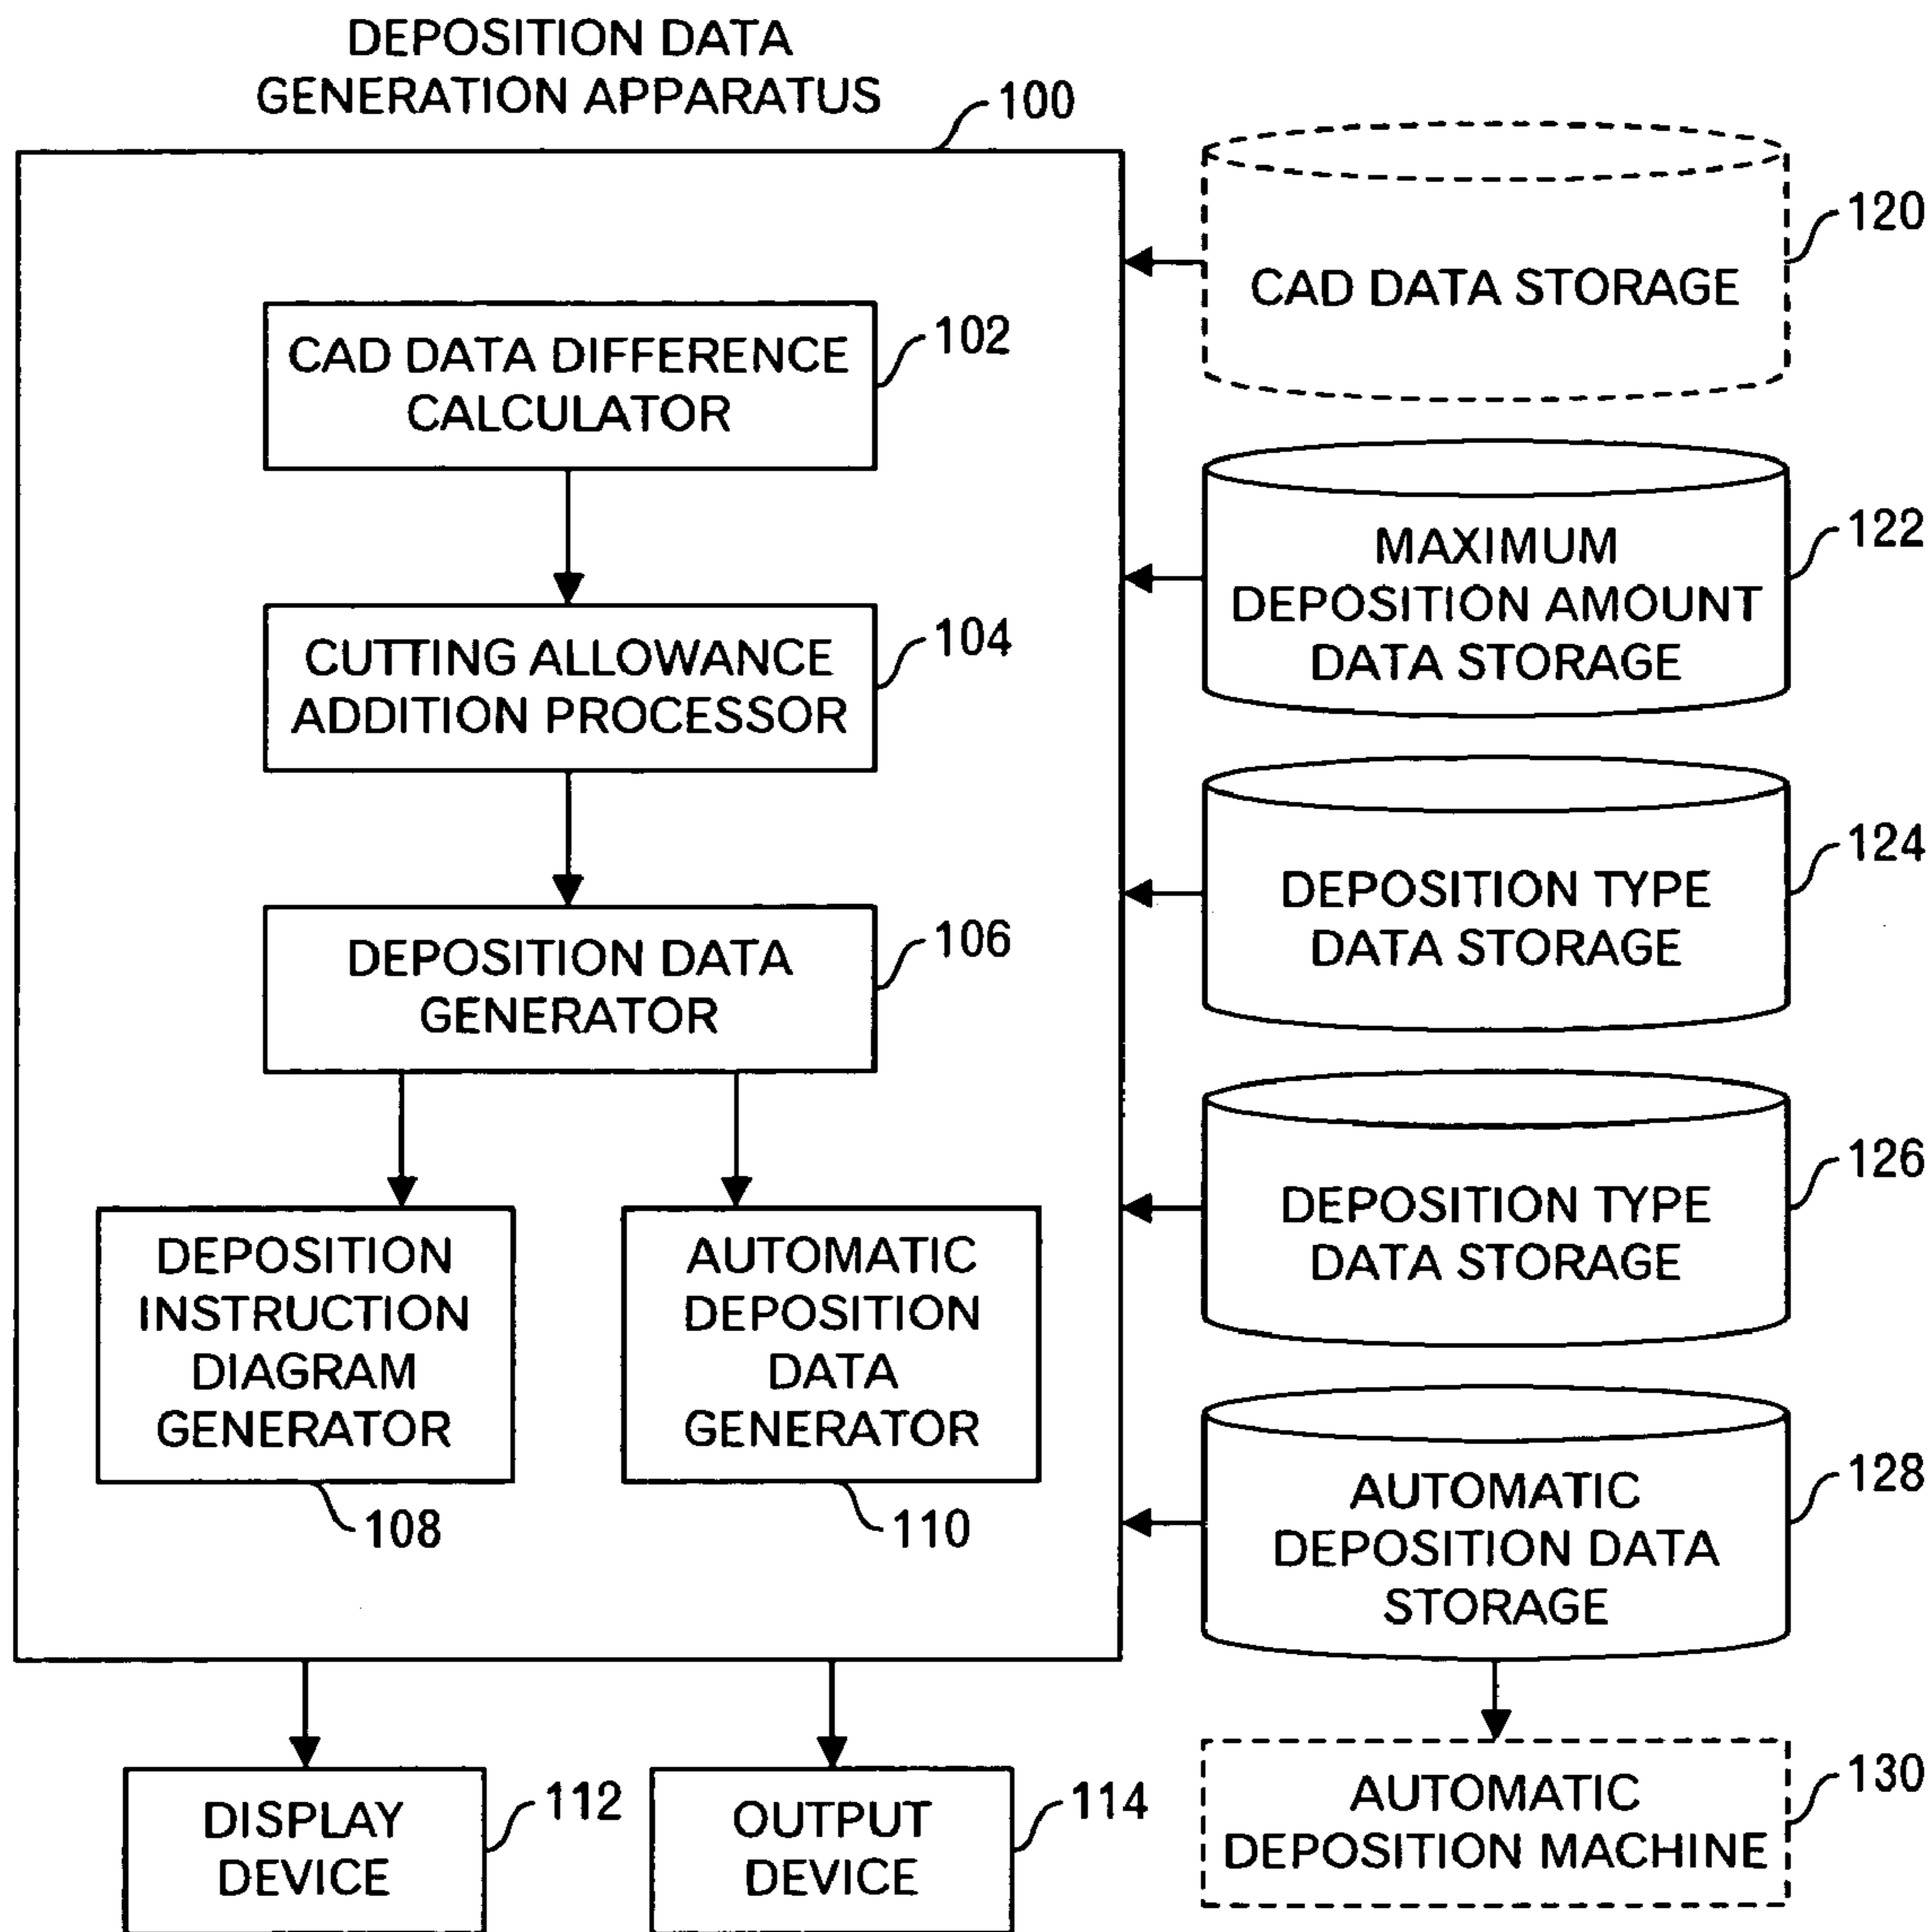 DEPOSITION DATA
GENERATION APPARATUS
100
CAD DATA DIFFERENCE
CALCULATOR
102
CUTTING ALLOWANCE
ADDITION PROCESSOR
104
DEPOSITION DATA
GENERATOR
106
DEPOSITION
INSTRUCTION
DIAGRAM
GENERATOR
108
AUTOMATIC
DEPOSITION
DATA
GENERATOR
110
DISPLAY
DEVICE
112
OUTPUT
DEVICE
114
CAD DATA STORAGE
120
MAXIMUM
DEPOSITION AMOUNT
DATA STORAGE
122
DEPOSITION TYPE
DATA STORAGE
124
DEPOSITION TYPE
DATA STORAGE
126
AUTOMATIC
DEPOSITION DATA
STORAGE
128
AUTOMATIC
DEPOSITION MACHINE
130